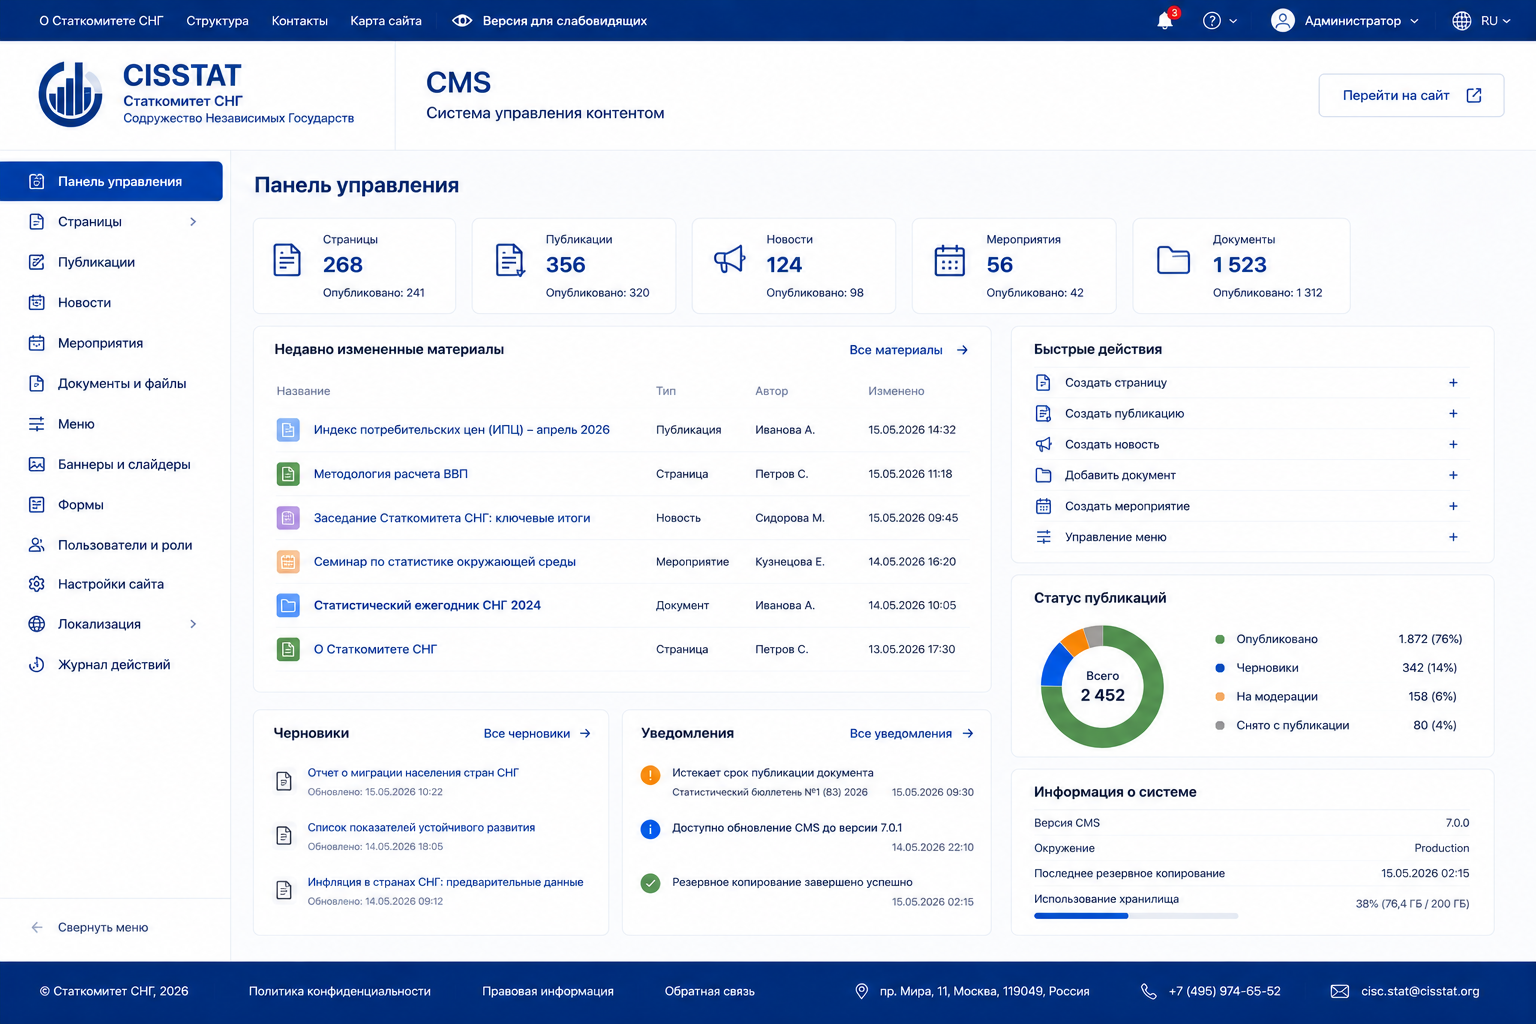 О Статкомитете СНГ
Структура
Контакты
Карта сайта
Версия для слабовидящих
3
?
Администратор
RU
CISSTAT
Статкомитет СНГ
Содружество Независимых Государств
CMS
Система управления контентом
Перейти на сайт
Панель управления
Страницы
Публикации
Новости
Мероприятия
Документы и файлы
Меню
Баннеры и слайдеры
Формы
Пользователи и роли
Настройки сайта
Локализация
Журнал действий
Свернуть меню
Панель управления
Страницы
268
Опубликовано: 241
Публикации
356
Опубликовано: 320
Новости
124
Опубликовано: 98
Мероприятия
56
Опубликовано: 42
Документы
1 523
Опубликовано: 1 312
Недавно измененные материалы
Все материалы
Название Тип Автор Изменено
Индекс потребительских цен (ИПЦ) – апрель 2026 Публикация Иванова А. 15.05.2026 14:32
Методология расчета ВВП Страница Петров С. 15.05.2026 11:18
Заседание Статкомитета СНГ: ключевые итоги Новость Сидорова М. 15.05.2026 09:45
Семинар по статистике окружающей среды Мероприятие Кузнецова Е. 14.05.2026 16:20
Статистический ежегодник СНГ 2024 Документ Иванова А. 14.05.2026 10:05
О Статкомитете СНГ Страница Петров С. 13.05.2026 17:30
Быстрые действия
Создать страницу +
Создать публикацию +
Создать новость +
Добавить документ +
Создать мероприятие +
Управление меню +
Статус публикаций
Всего
2 452
Опубликовано 1.872 (76%)
Черновики 342 (14%)
На модерации 158 (6%)
Снято с публикации 80 (4%)
Черновики
Все черновики
Отчет о миграции населения стран СНГ
Обновлено: 15.05.2026 10:22
Список показателей устойчивого развития
Обновлено: 14.05.2026 18:05
Инфляция в странах СНГ: предварительные данные
Обновлено: 14.05.2026 09:12
Уведомления
Все уведомления
Истекает срок публикации документа
Статистический бюллетень №1 (83) 2026 15.05.2026 09:30
Доступно обновление CMS до версии 7.0.1
14.05.2026 22:10
Резервное копирование завершено успешно
15.05.2026 02:15
Информация о системе
Версия CMS 7.0.0
Окружение Production
Последнее резервное копирование 15.05.2026 02:15
Использование хранилища 38% (76,4 ГБ / 200 ГБ)
© Статкомитет СНГ, 2026
Политика конфиденциальности
Правовая информация
Обратная связь
пр. Мира, 11, Москва, 119049, Россия
+7 (495) 974-65-52
cisc.stat@cisstat.org